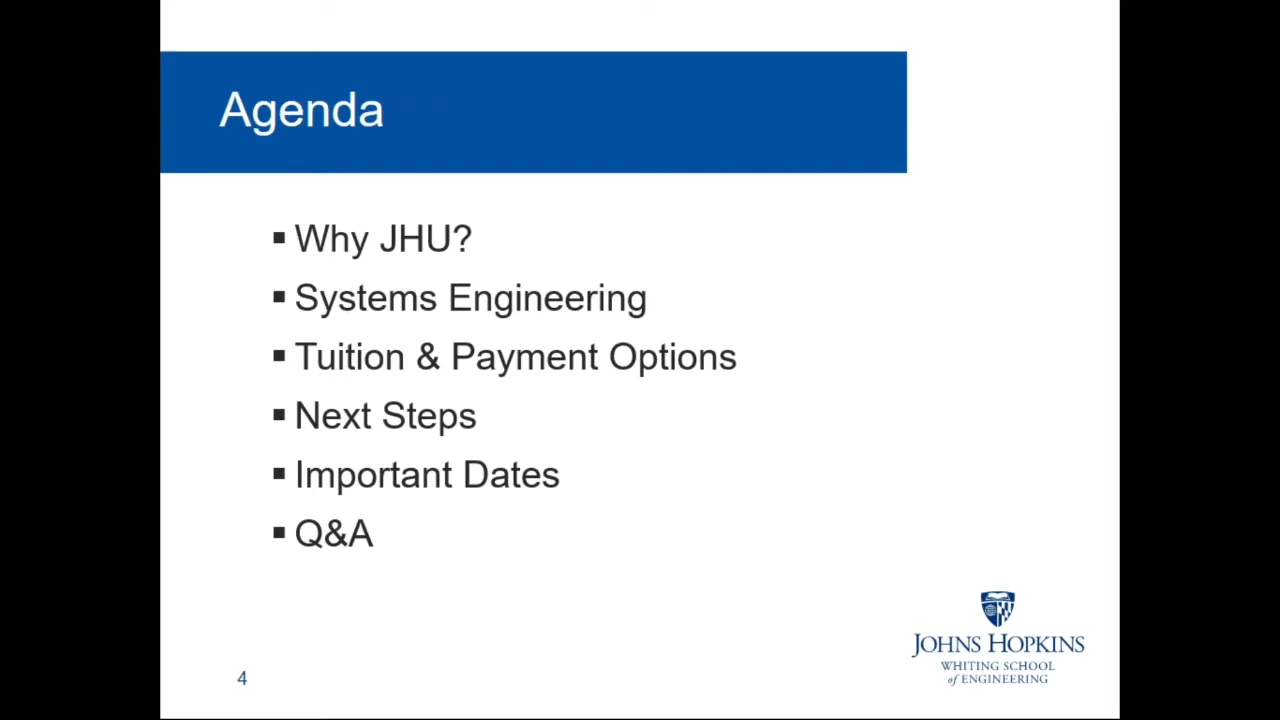 Agenda
▪ Why JHU?
▪ Systems Engineering
▪ Tuition & Payment Options
▪ Next Steps
▪ Important Dates
▪ Q&A
JOHNS HOPKINS
WHITING SCHOOL
of ENGINEERING
4